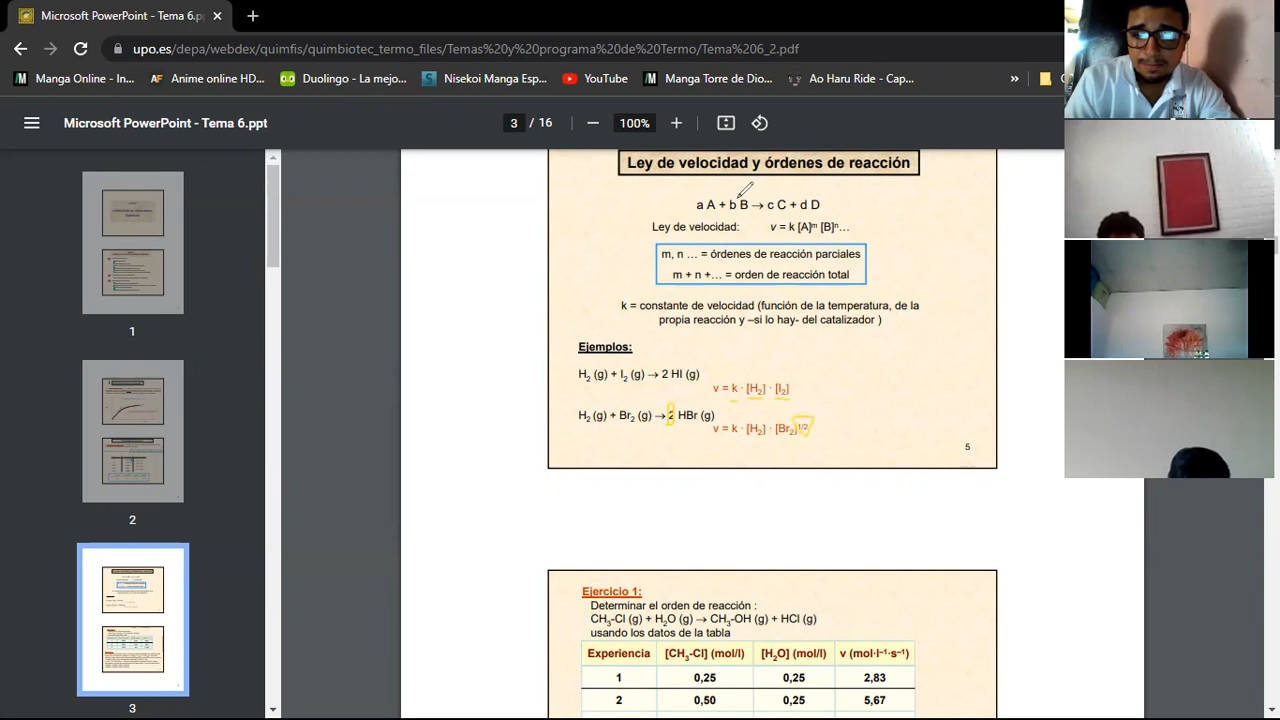 Microsoft PowerPoint - Tema 6.pp
upo.es/depa/webdex/quimfis/quimbiotec_termo_files/Temas%20y%20programa%20de%20Termo/Tema%206_2.pdf
Manga Online - In... Anime online HD... Duolingo - La mejo... Nisekoi Manga Esp... YouTube Manga Torre de Dio... Ao Haru Ride - Cap... »
Microsoft PowerPoint - Tema 6.ppt 3 / 16 100%
1
2
3
Ley de velocidad y órdenes de reacción
a A + b B → c C + d D
Ley de velocidad: v = k [A]ᵐ [B]ⁿ…
m, n … = órdenes de reacción parciales
m + n +… = orden de reacción total
k = constante de velocidad (función de la temperatura, de la
propia reacción y –si lo hay- del catalizador )
Ejemplos:
H₂ (g) + I₂ (g) → 2 HI (g)
v = k · [H₂] · [I₂]
H₂ (g) + Br₂ (g) → 2 HBr (g)
v = k · [H₂] · [Br₂]^1/2
5
Ejercicio 1:
Determinar el orden de reacción :
CH₃-Cl (g) + H₂O (g) → CH₃-OH (g) + HCl (g)
usando los datos de la tabla
Experiencia [CH₃-Cl] (mol/l) [H₂O] (mol/l) v (mol·l⁻¹·s⁻¹)
1 0,25 0,25 2,83
2 0,50 0,25 5,67